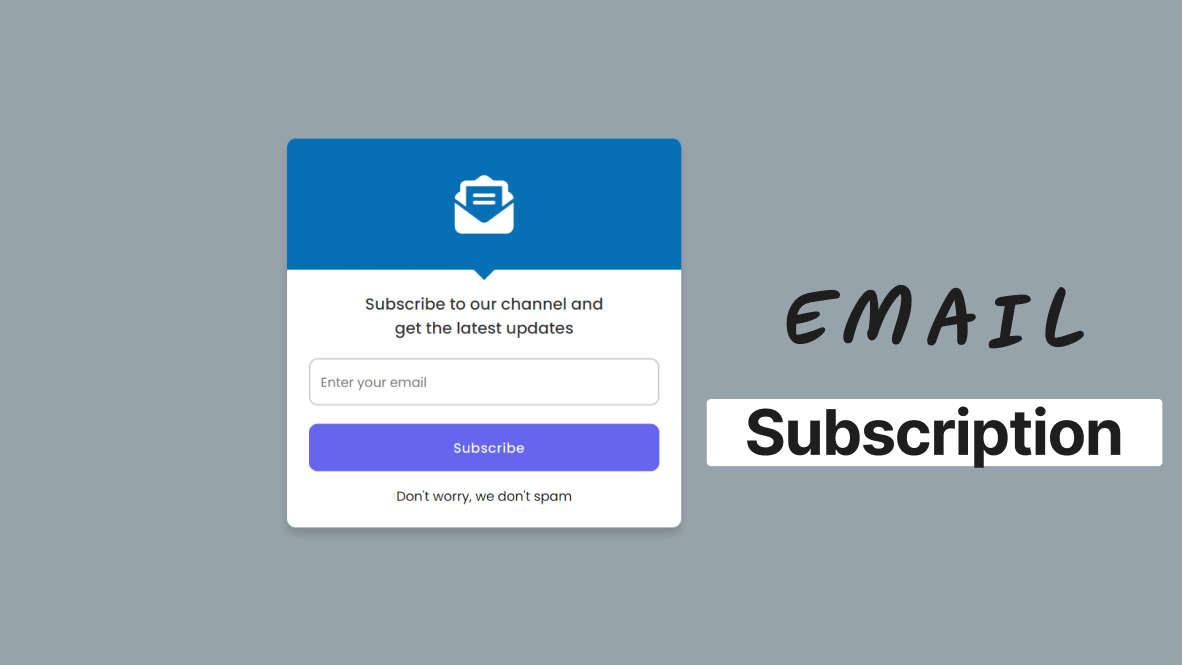 Subscribe to our channel and
get the latest updates
Enter your email
Subscribe
Don't worry, we don't spam
EMAIL
Subscription